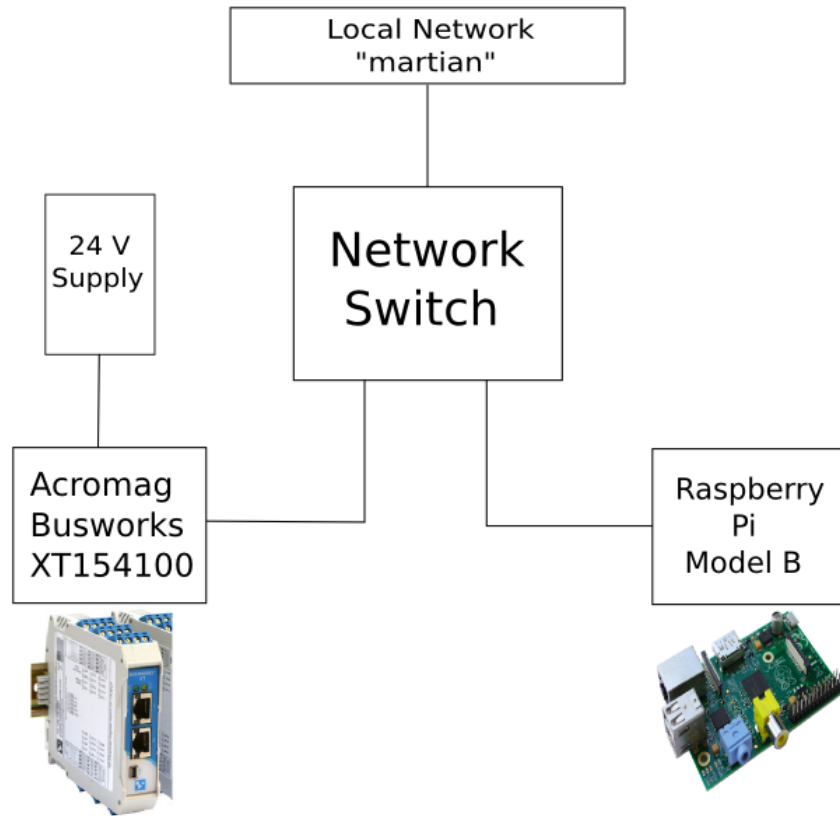 Local Network
"martian"
Network
Switch
24 V
Supply
Acromag
Busworks
XT154100
Raspberry
Pi
Model B